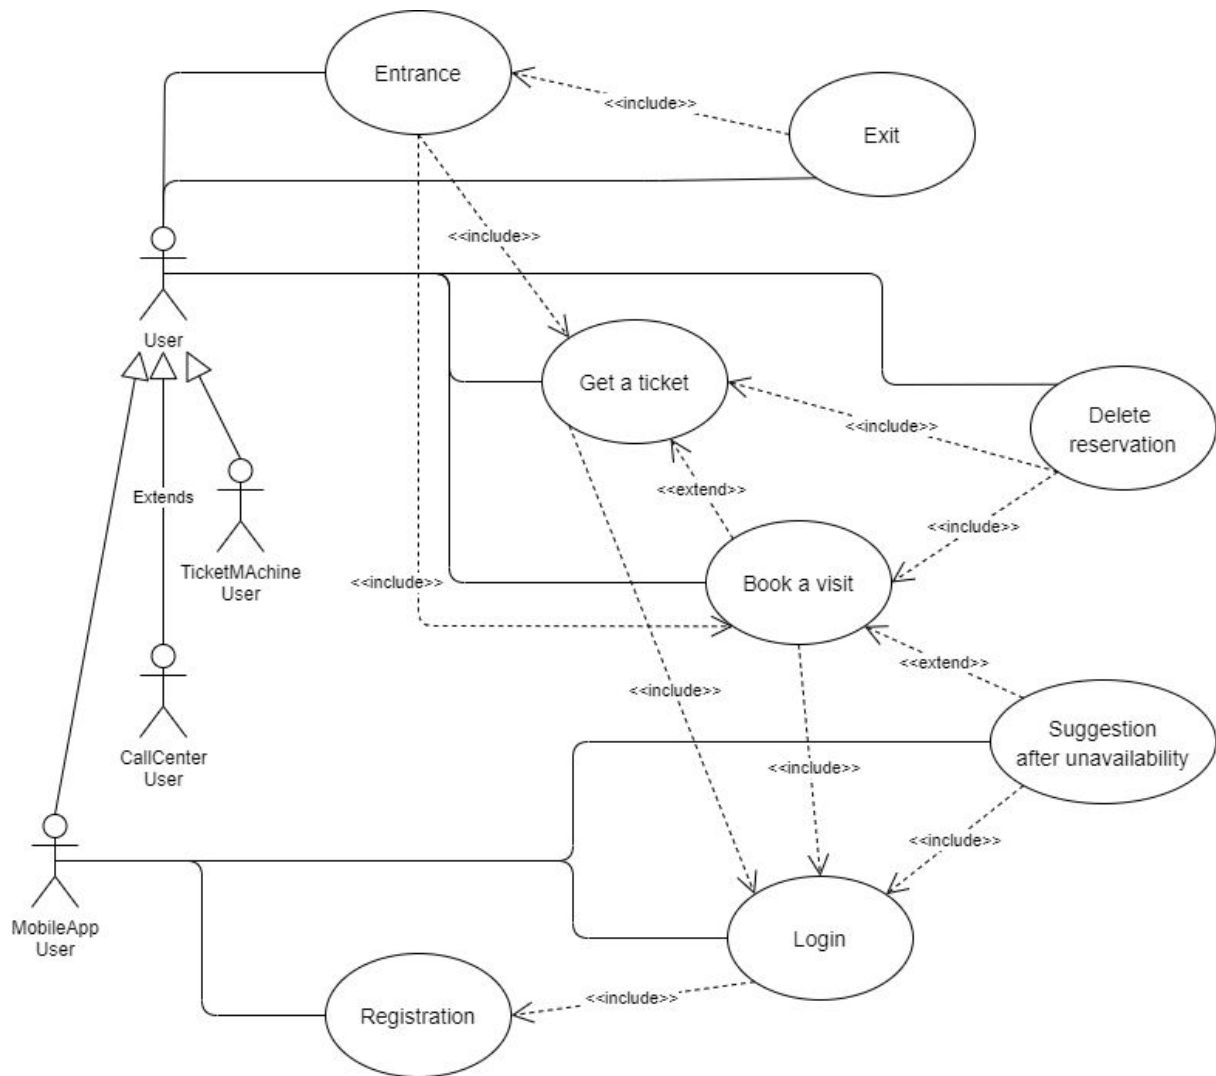 Entrance
<<include>>
Exit
<<include>>
User
Get a ticket
<<include>>
Delete
reservation
<<extend>>
Extends
<<include>>
TicketMAchine
User
<<include>>
Book a visit
<<extend>>
<<include>>
Suggestion
after unavailability
CallCenter
User
<<include>>
<<include>>
MobileApp
User
Login
<<include>>
Registration